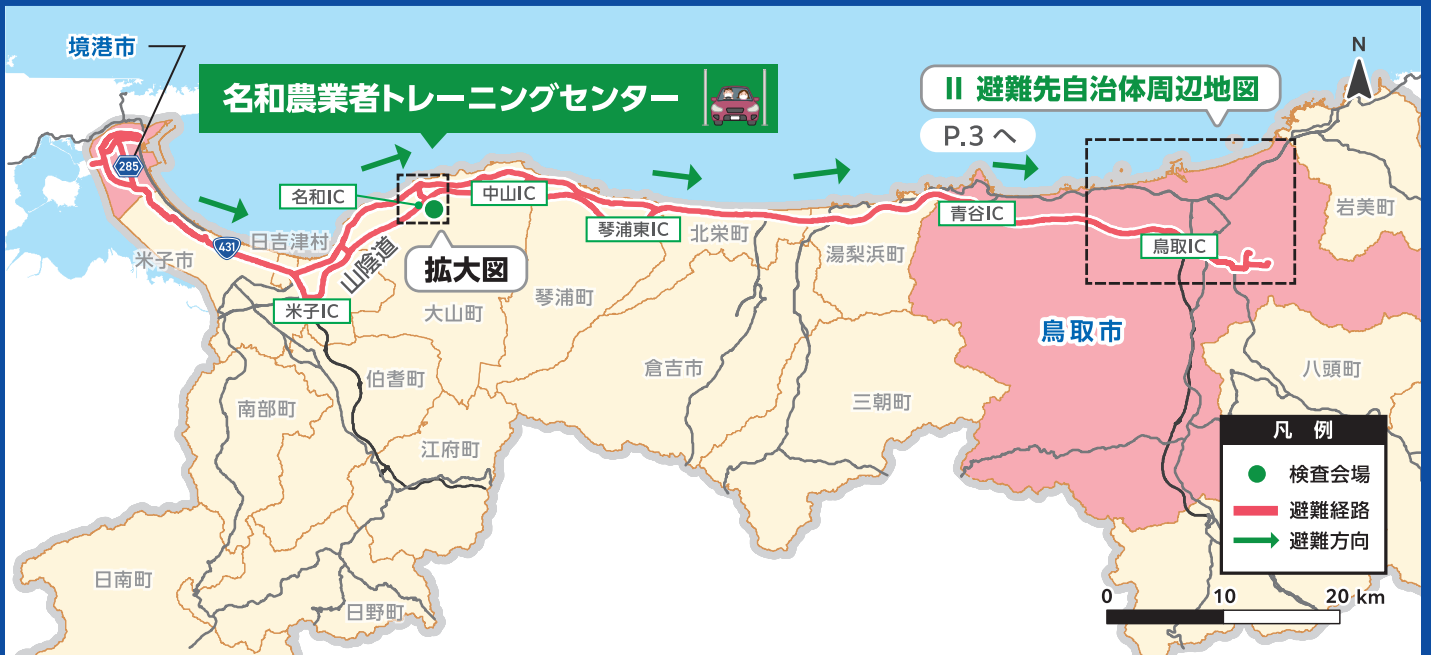 境港市
名和農業者トレーニングセンター
II 避難先自治体周辺地図
P.3 へ
N
285
名和IC
中山IC
琴浦東IC
北栄町
青谷IC
岩美町
431
日吉津村
米子市
山陰道
拡大図
湯梨浜町
鳥取IC
米子IC
大山町
琴浦町
鳥取市
倉吉市
八頭町
伯耆町
南部町
三朝町
江府町
日南町
日野町
凡 例
検査会場
避難経路
避難方向
0 10 20 km